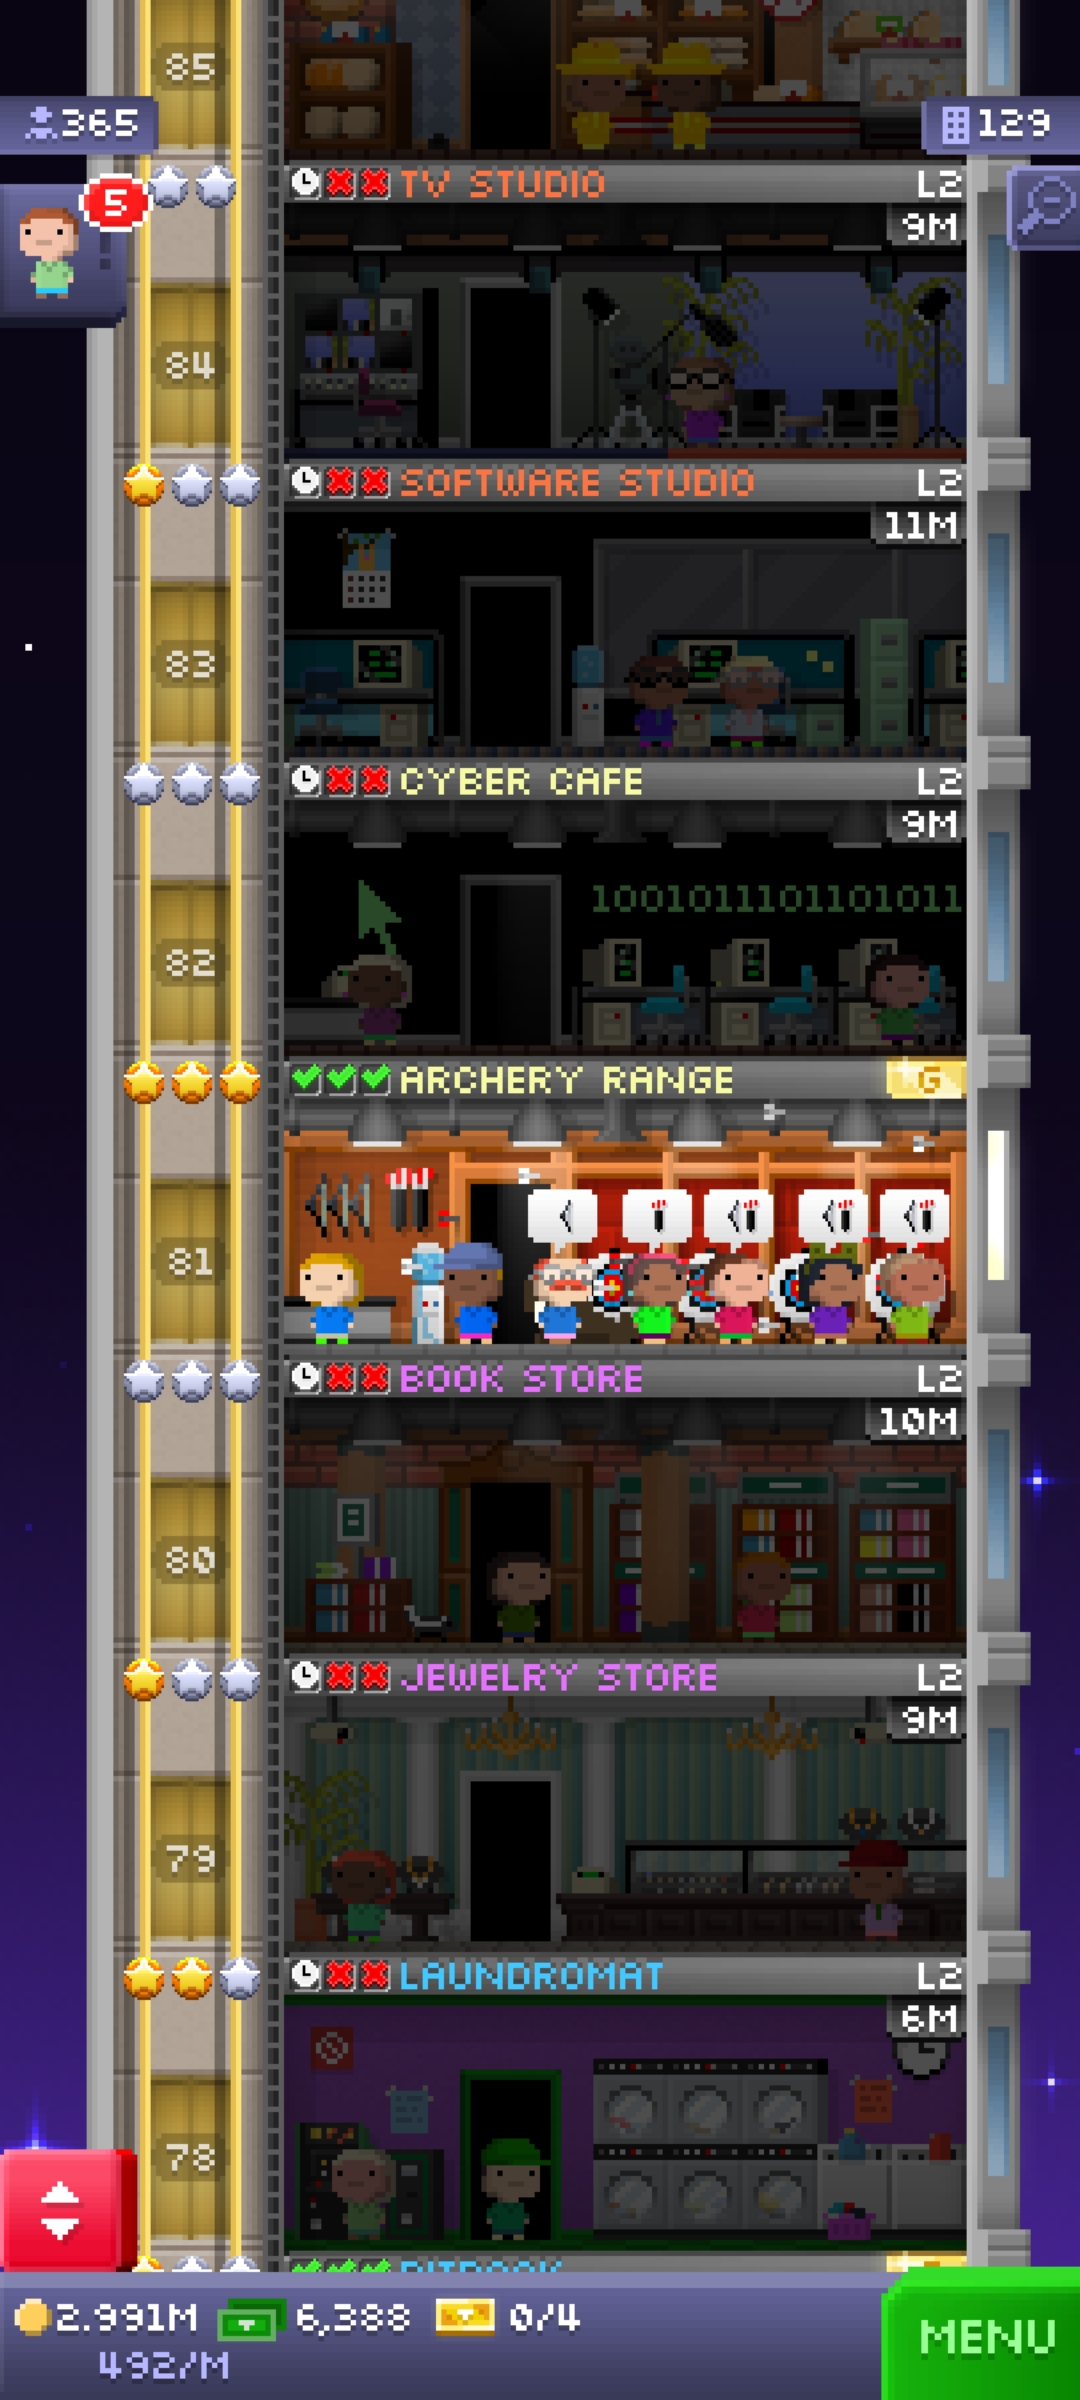 85
365
129
TV STUDIO L2
5
9M
84
SOFTWARE STUDIO L2
11M
83
CYBER CAFE L2
9M
1001011101101011
82
ARCHERY RANGE G
81
BOOK STORE L2
10M
80
JEWELRY STORE L2
9M
79
LAUNDROMAT L2
6M
78
2.991M 6,388 0/4
492/M
MENU